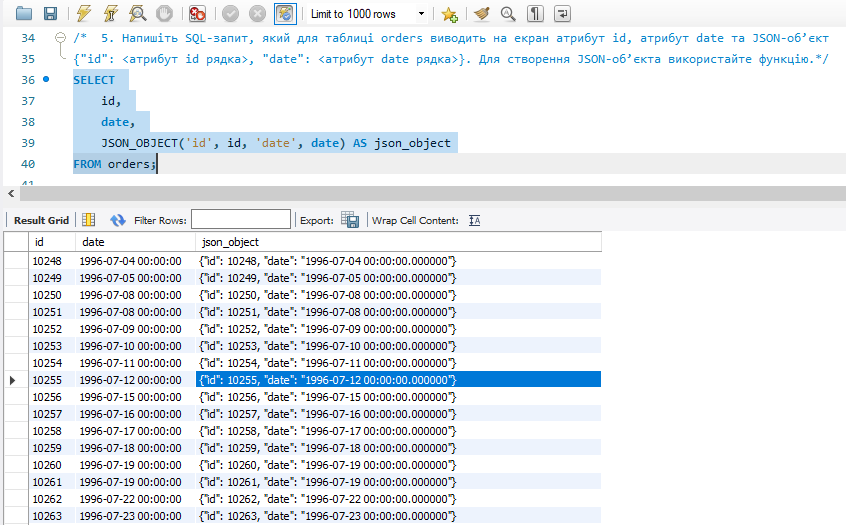 Limit to 1000 rows
34 /* 5. Напишіть SQL-запит, який для таблиці orders виводить на екран атрибут id, атрибут date та JSON-об’єкт
35 {"id": <атрибут id рядка>, "date": <атрибут date рядка>}. Для створення JSON-об’єкта використайте функцію.*/
36 SELECT
37 id,
38 date,
39 JSON_OBJECT('id', id, 'date', date) AS json_object
40 FROM orders;
41
Result Grid Filter Rows: Export: Wrap Cell Content:
id date json_object
10248 1996-07-04 00:00:00 {"id": 10248, "date": "1996-07-04 00:00:00.000000"}
10249 1996-07-05 00:00:00 {"id": 10249, "date": "1996-07-05 00:00:00.000000"}
10250 1996-07-08 00:00:00 {"id": 10250, "date": "1996-07-08 00:00:00.000000"}
10251 1996-07-08 00:00:00 {"id": 10251, "date": "1996-07-08 00:00:00.000000"}
10252 1996-07-09 00:00:00 {"id": 10252, "date": "1996-07-09 00:00:00.000000"}
10253 1996-07-10 00:00:00 {"id": 10253, "date": "1996-07-10 00:00:00.000000"}
10254 1996-07-11 00:00:00 {"id": 10254, "date": "1996-07-11 00:00:00.000000"}
10255 1996-07-12 00:00:00 {"id": 10255, "date": "1996-07-12 00:00:00.000000"}
10256 1996-07-15 00:00:00 {"id": 10256, "date": "1996-07-15 00:00:00.000000"}
10257 1996-07-16 00:00:00 {"id": 10257, "date": "1996-07-16 00:00:00.000000"}
10258 1996-07-17 00:00:00 {"id": 10258, "date": "1996-07-17 00:00:00.000000"}
10259 1996-07-18 00:00:00 {"id": 10259, "date": "1996-07-18 00:00:00.000000"}
10260 1996-07-19 00:00:00 {"id": 10260, "date": "1996-07-19 00:00:00.000000"}
10261 1996-07-19 00:00:00 {"id": 10261, "date": "1996-07-19 00:00:00.000000"}
10262 1996-07-22 00:00:00 {"id": 10262, "date": "1996-07-22 00:00:00.000000"}
10263 1996-07-23 00:00:00 {"id": 10263, "date": "1996-07-23 00:00:00.000000"}